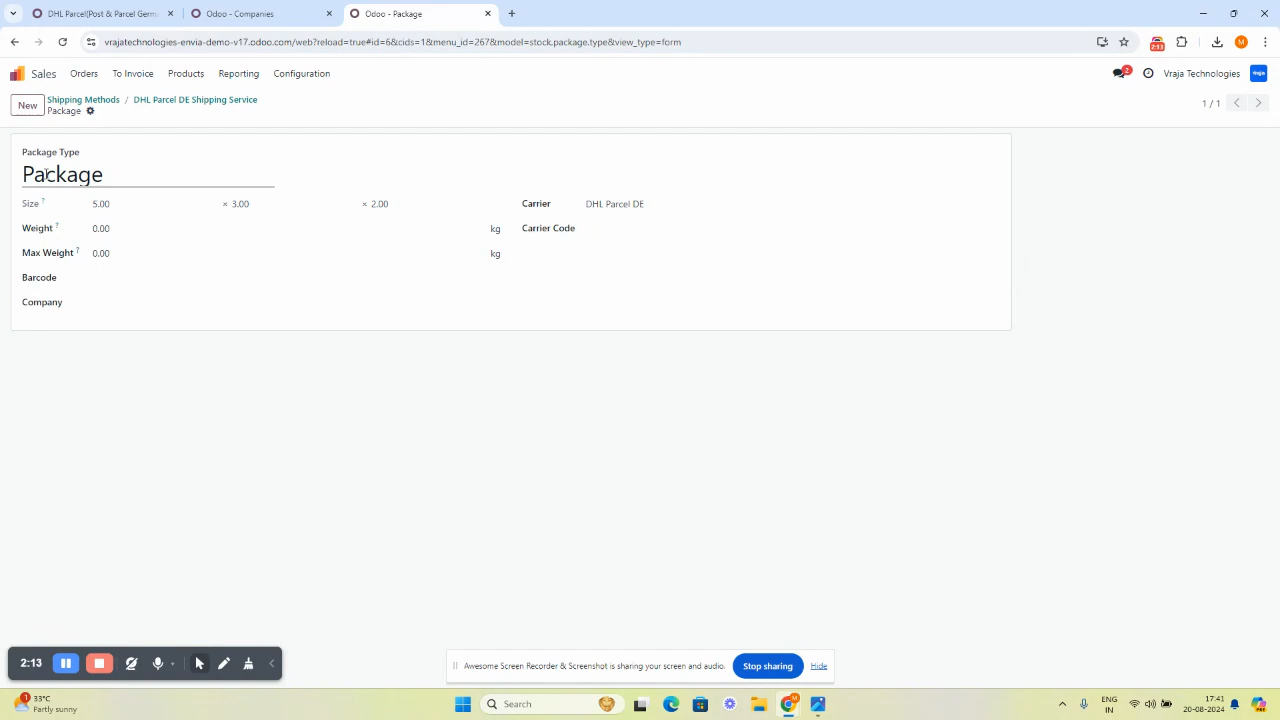 DHL Parcel(Post & Parcel Germ
Odoo - Companies
Odoo - Package
vrajatechnologies-envia-demo-v17.odoo.com/web?reload=true#id=6&cids=1&menu_id=267&model=stock.package.type&view_type=form
2:13
M
Sales Orders To Invoice Products Reporting Configuration
2
Vraja Technologies
New
Shipping Methods / DHL Parcel DE Shipping Service
Package
1 / 1
Package Type
Package
Size ? 5.00 × 3.00 × 2.00
Carrier DHL Parcel DE
Weight ? 0.00 kg
Carrier Code
Max Weight ? 0.00 kg
Barcode
Company
2:13
Awesome Screen Recorder & Screenshot is sharing your screen and audio.
Stop sharing
Hide
1
33°C
Partly sunny
Search
M
ENG
IN
17:41
20-08-2024